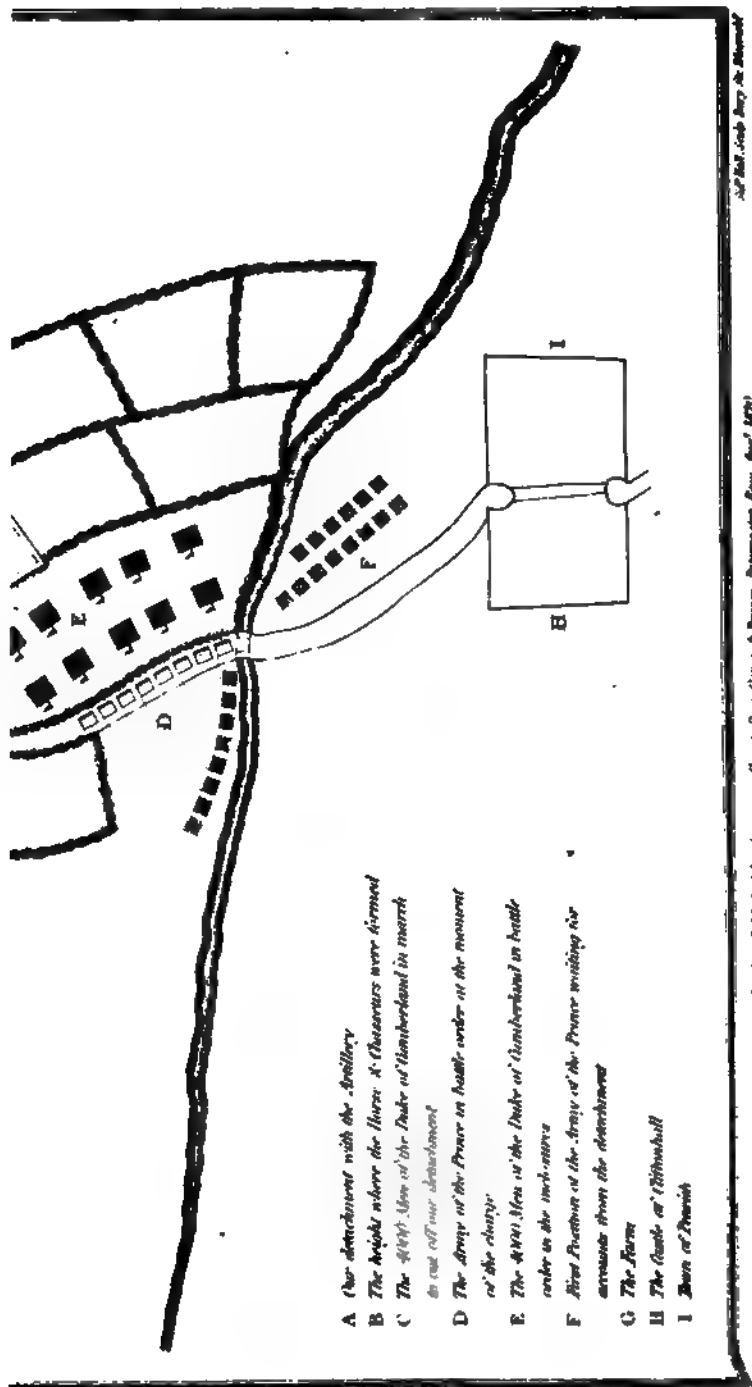 A Our detachment with the Artillery
B The height where the Horse & Chasseurs were formed
C The 4000 Men of the Duke of Cumberland in march
to cut off our detachment
D The Army of the Prince in battle order at the moment
of the charge
E The 4000 Men of the Duke of Cumberland in battle
order in the inclosures
F First Position of the Army of the Prince waiting for
accounts from the detachment
G The Farm
H The Castle of Cliftonhall
I Town of Penrith
E
D
F
H
I